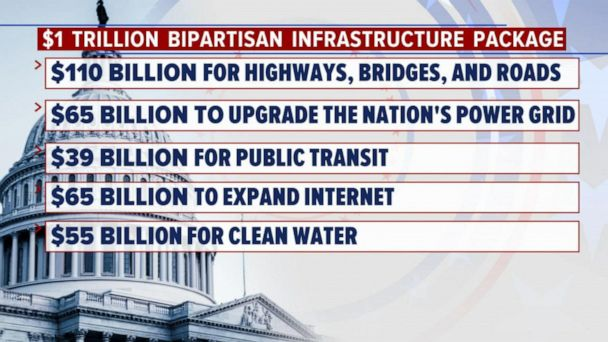 $1 TRILLION BIPARTISAN INFRASTRUCTURE PACKAGE
$110 BILLION FOR HIGHWAYS, BRIDGES, AND ROADS
$65 BILLION TO UPGRADE THE NATION'S POWER GRID
$39 BILLION FOR PUBLIC TRANSIT
$65 BILLION TO EXPAND INTERNET
$55 BILLION FOR CLEAN WATER